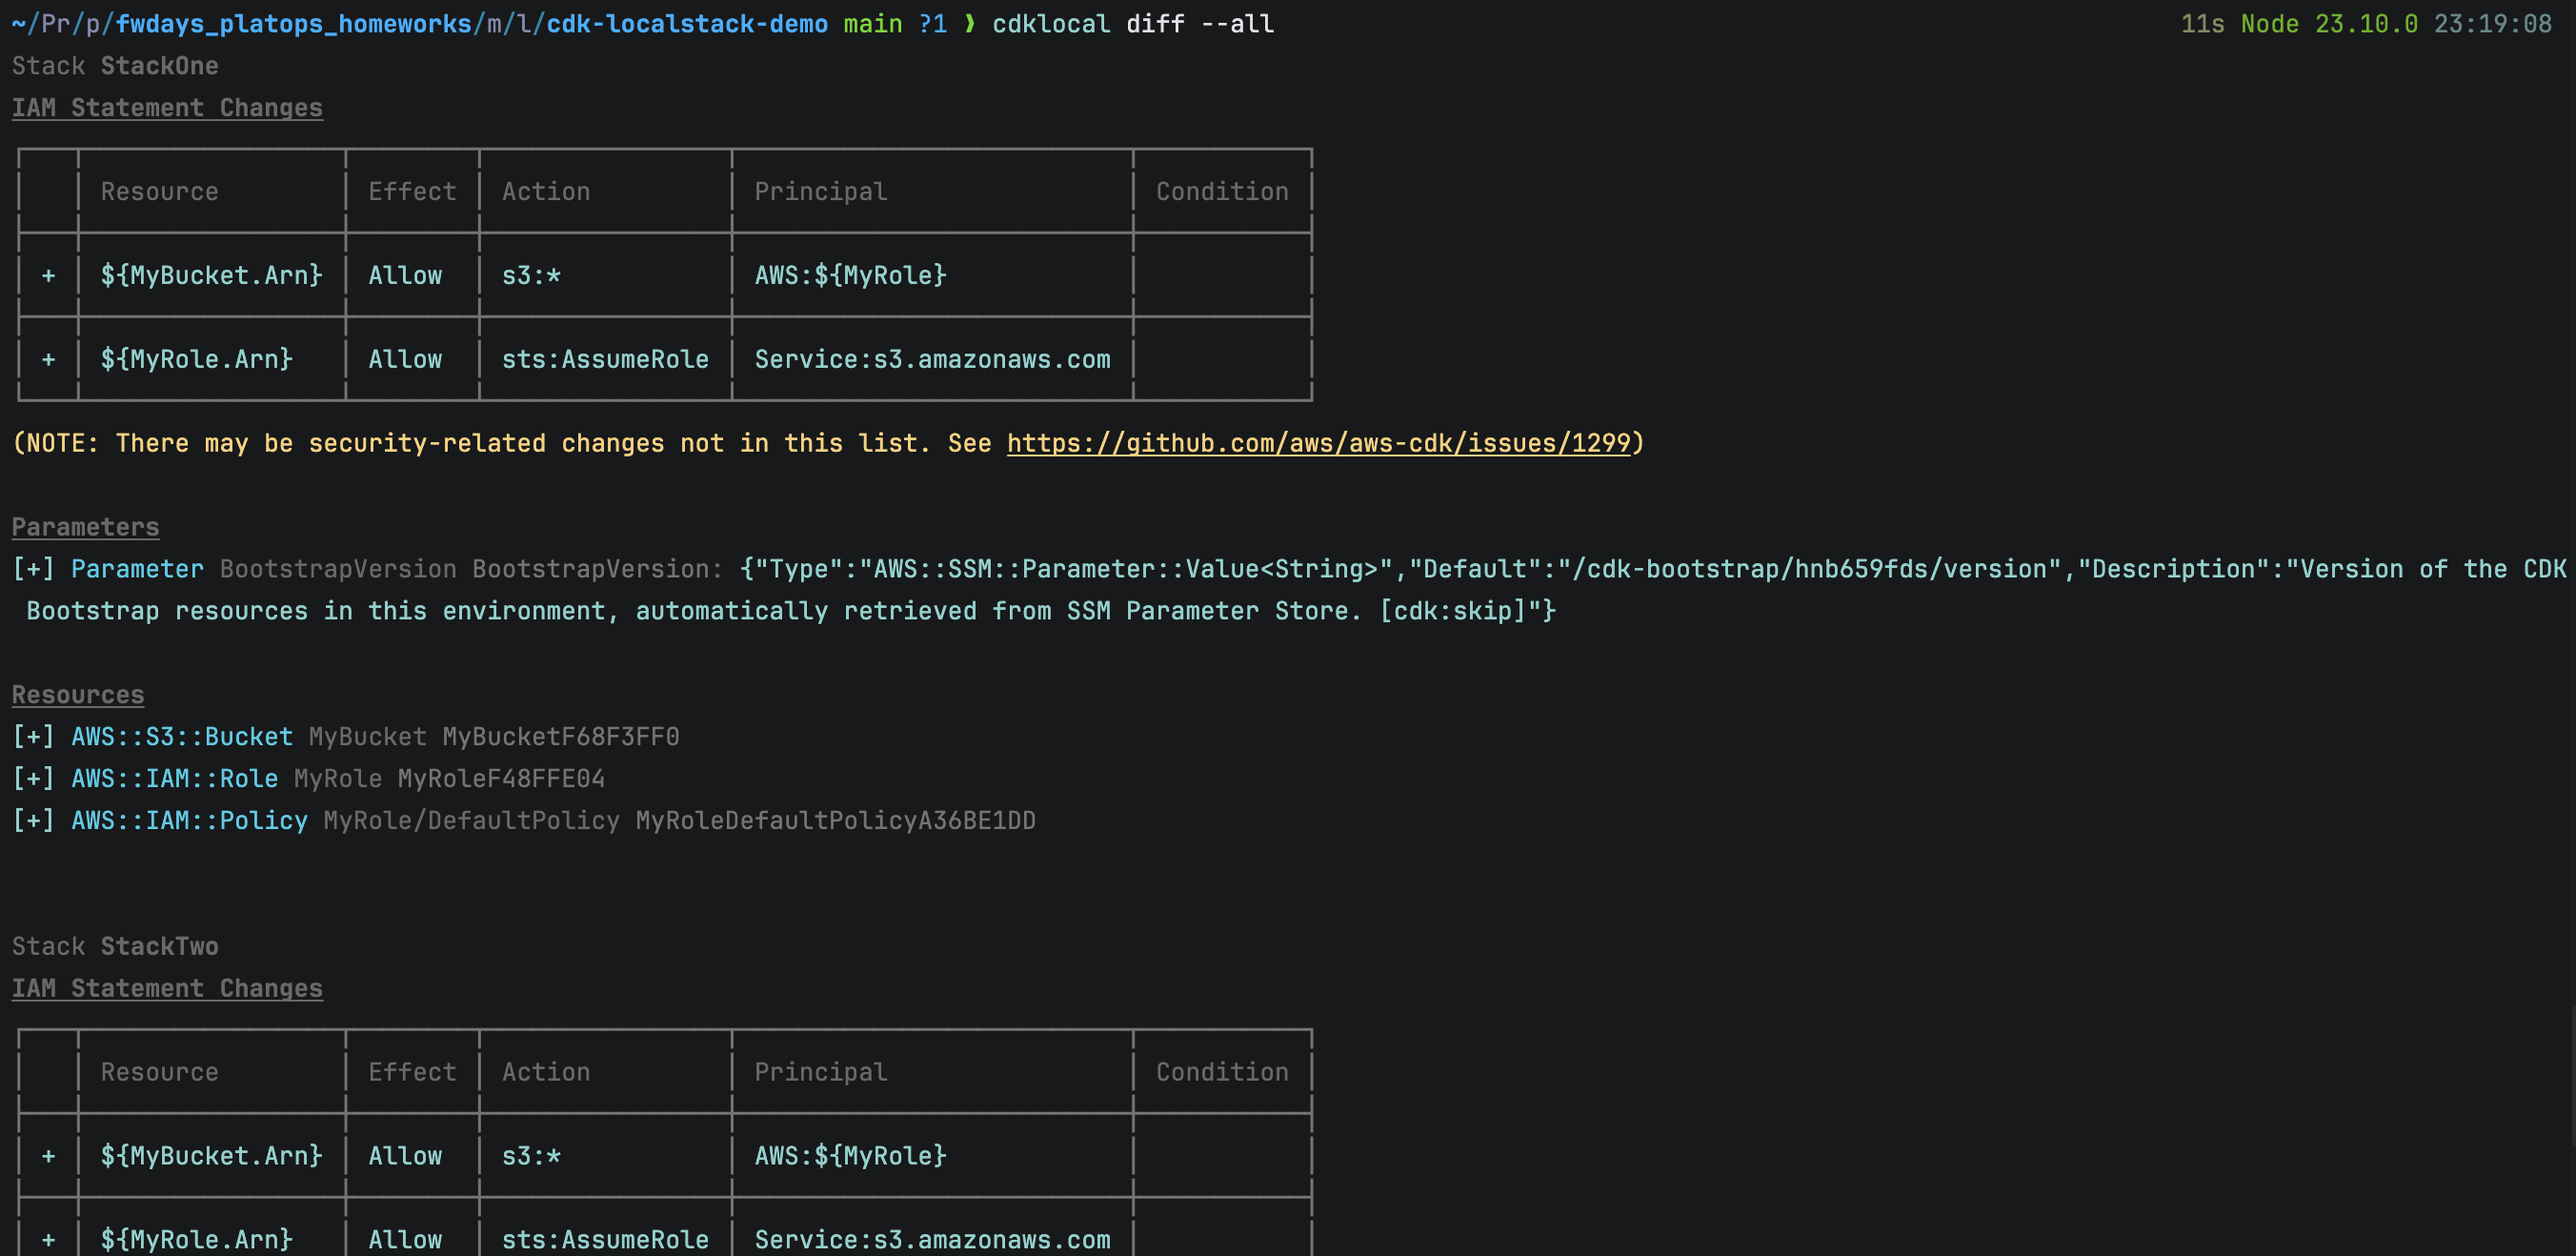 ~/Pr/p/fwdays_platops_homeworks/m/l/cdk-localstack-demo main ?1 ❯ cdklocal diff --all 11s Node 23.10.0 23:19:08
Stack StackOne
IAM Statement Changes
Resource Effect Action Principal Condition
+ ${MyBucket.Arn} Allow s3:* AWS:${MyRole}
+ ${MyRole.Arn} Allow sts:AssumeRole Service:s3.amazonaws.com
(NOTE: There may be security-related changes not in this list. See https://github.com/aws/aws-cdk/issues/1299)
Parameters
[+] Parameter BootstrapVersion BootstrapVersion: {"Type":"AWS::SSM::Parameter::Value<String>","Default":"/cdk-bootstrap/hnb659fds/version","Description":"Version of the CDK
Bootstrap resources in this environment, automatically retrieved from SSM Parameter Store. [cdk:skip]"}
Resources
[+] AWS::S3::Bucket MyBucket MyBucketF68F3FF0
[+] AWS::IAM::Role MyRole MyRoleF48FFE04
[+] AWS::IAM::Policy MyRole/DefaultPolicy MyRoleDefaultPolicyA36BE1DD
Stack StackTwo
IAM Statement Changes
Resource Effect Action Principal Condition
+ ${MyBucket.Arn} Allow s3:* AWS:${MyRole}
+ ${MyRole.Arn} Allow sts:AssumeRole Service:s3.amazonaws.com